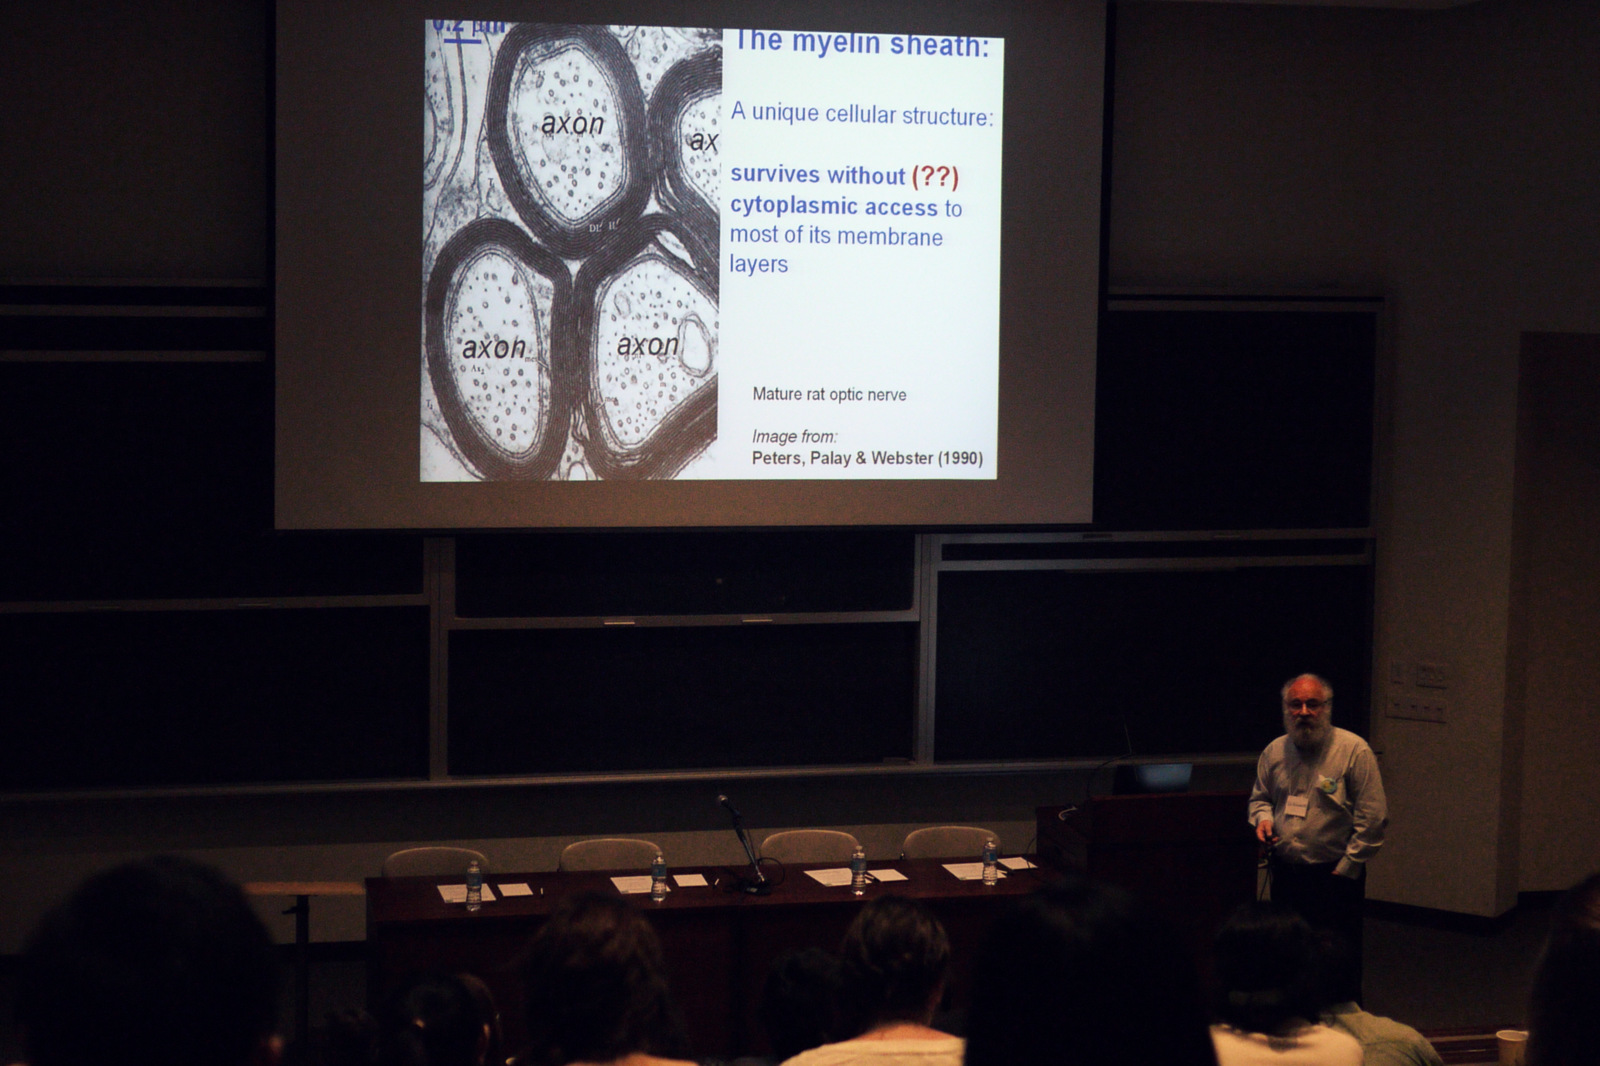 0.2 µm
The myelin sheath:
A unique cellular structure:
survives without (??)
cytoplasmic access to
most of its membrane
layers
axon
ax
axon
axon
Mature rat optic nerve
Image from:
Peters, Palay & Webster (1990)